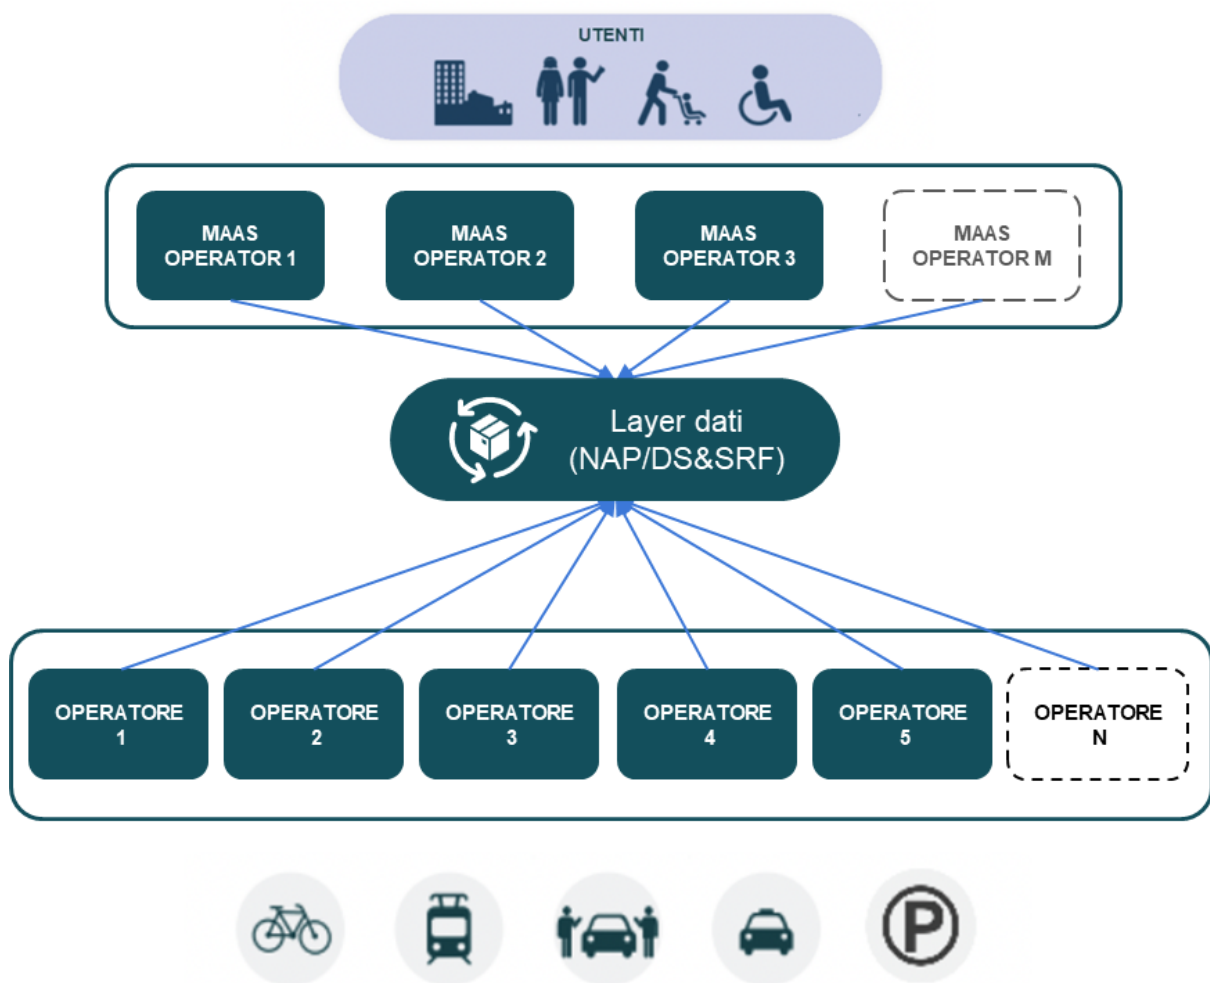 UTENTI
MAAS
OPERATOR 1
MAAS
OPERATOR 2
MAAS
OPERATOR 3
MAAS
OPERATOR M
Layer dati
(NAP/DS&SRF)
OPERATORE
1
OPERATORE
2
OPERATORE
3
OPERATORE
4
OPERATORE
5
OPERATORE
N
P